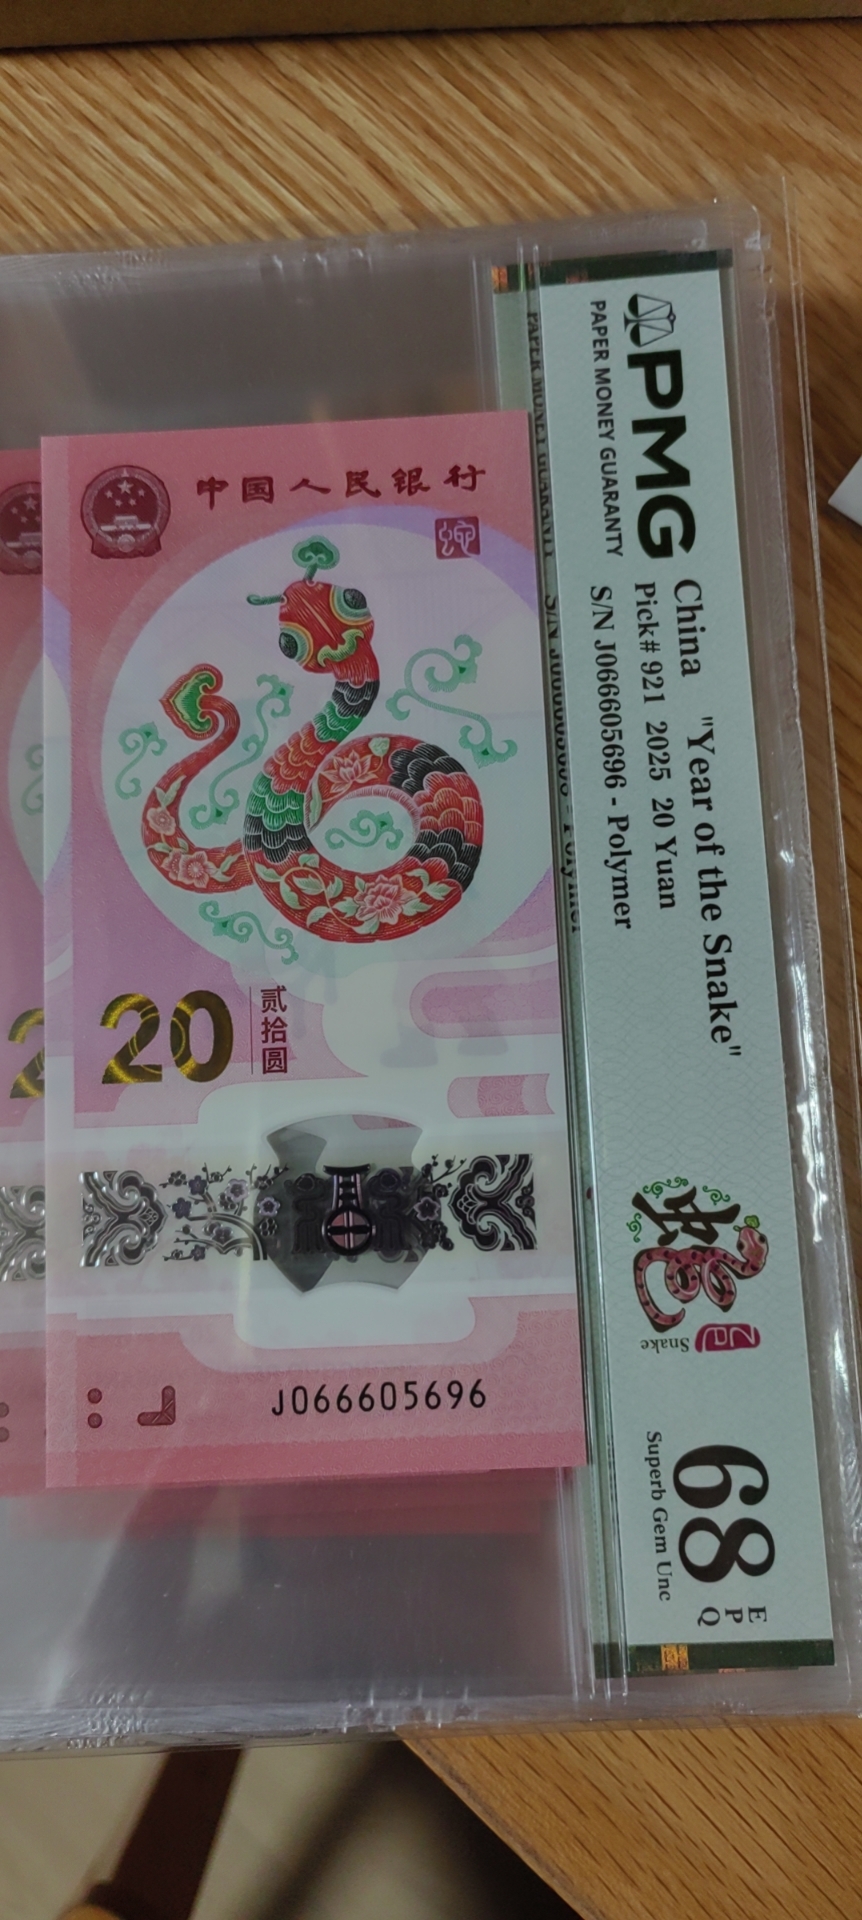 中国人民银行
20
贰拾圆
J066605696
PMG
PAPER MONEY GUARANTY
China "Year of the Snake"
Pick# 921 2025 20 Yuan
S/N J066605696 - Polymer
蛇
Snake
68
EPQ
Superb Gem Unc